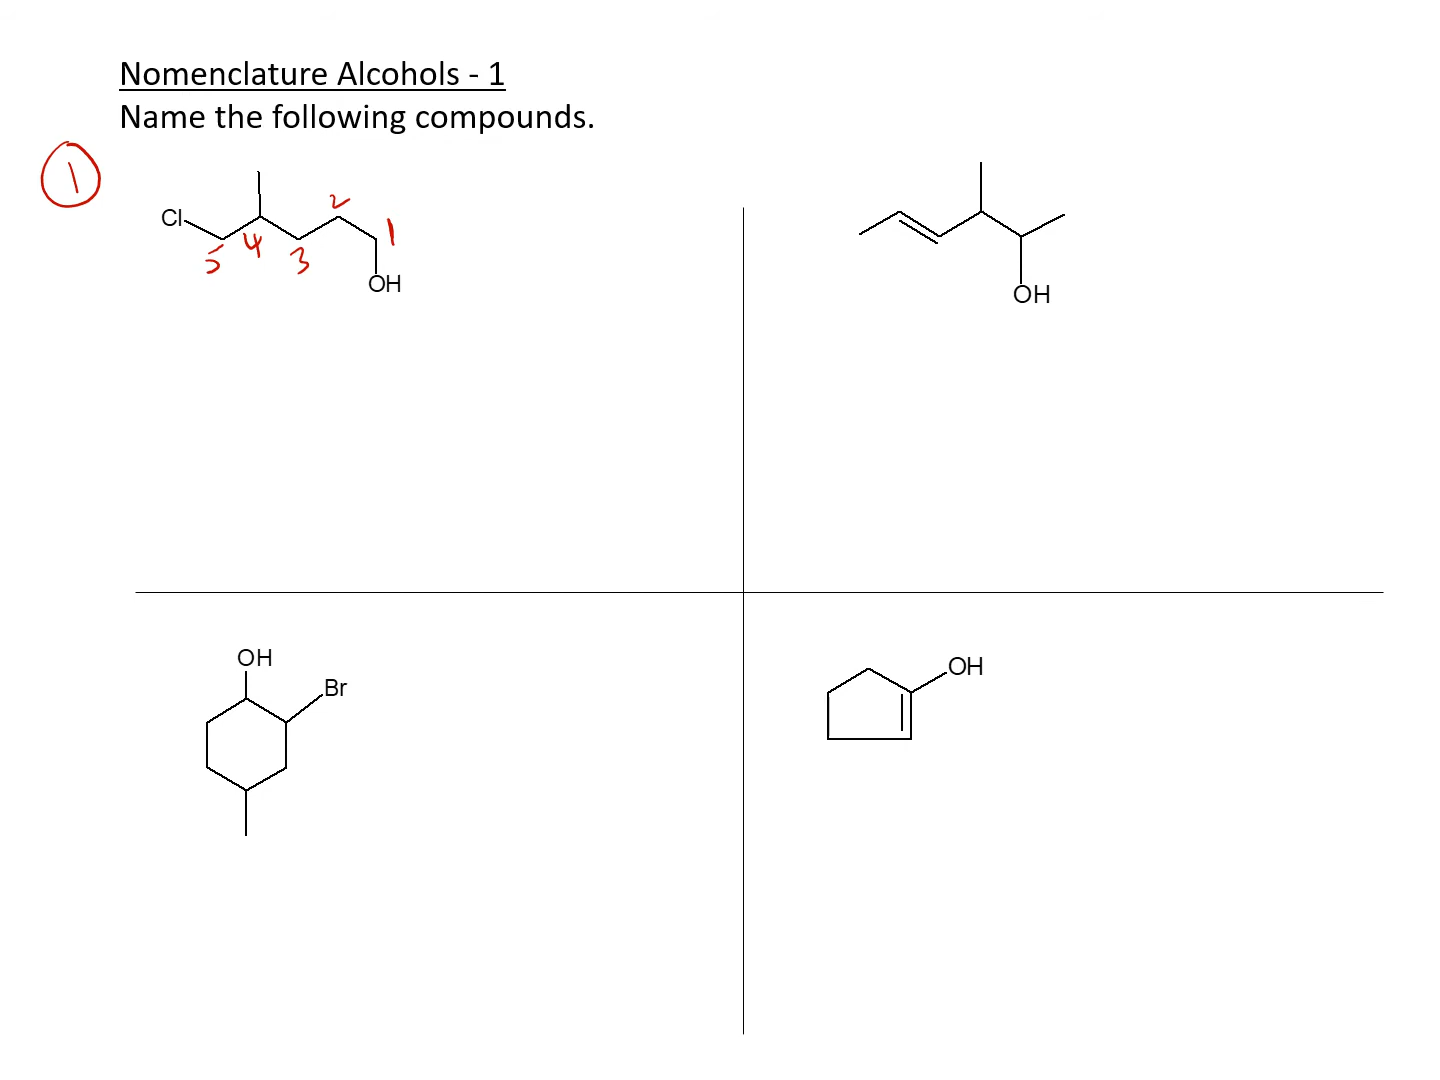 Nomenclature Alcohols - 1
Name the following compounds.
1
Cl
5
4
3
2
1
OH
OH
OH
Br
OH